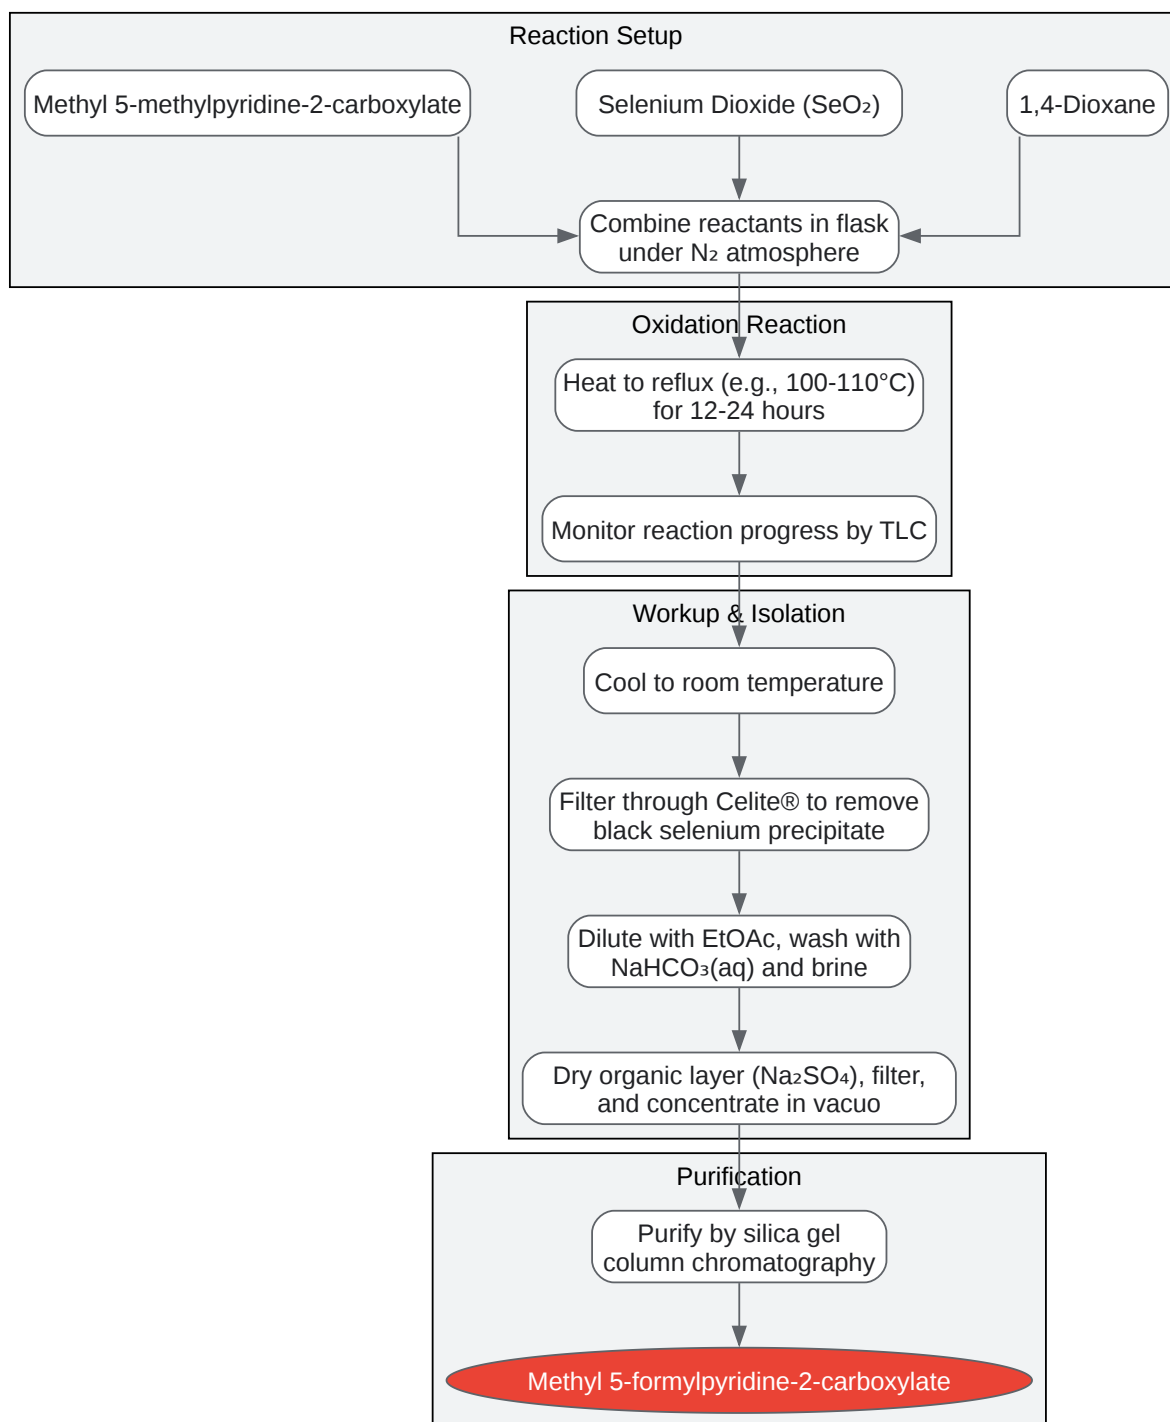 Reaction Setup
Methyl 5-methylpyridine-2-carboxylate
Selenium Dioxide (SeO₂)
1,4-Dioxane
Combine reactants in flask
under N₂ atmosphere
Oxidation Reaction
Heat to reflux (e.g., 100-110°C)
for 12-24 hours
Monitor reaction progress by TLC
Workup & Isolation
Cool to room temperature
Filter through Celite® to remove
black selenium precipitate
Dilute with EtOAc, wash with
NaHCO₃(aq) and brine
Dry organic layer (Na₂SO₄), filter,
and concentrate in vacuo
Purification
Purify by silica gel
column chromatography
Methyl 5-formylpyridine-2-carboxylate